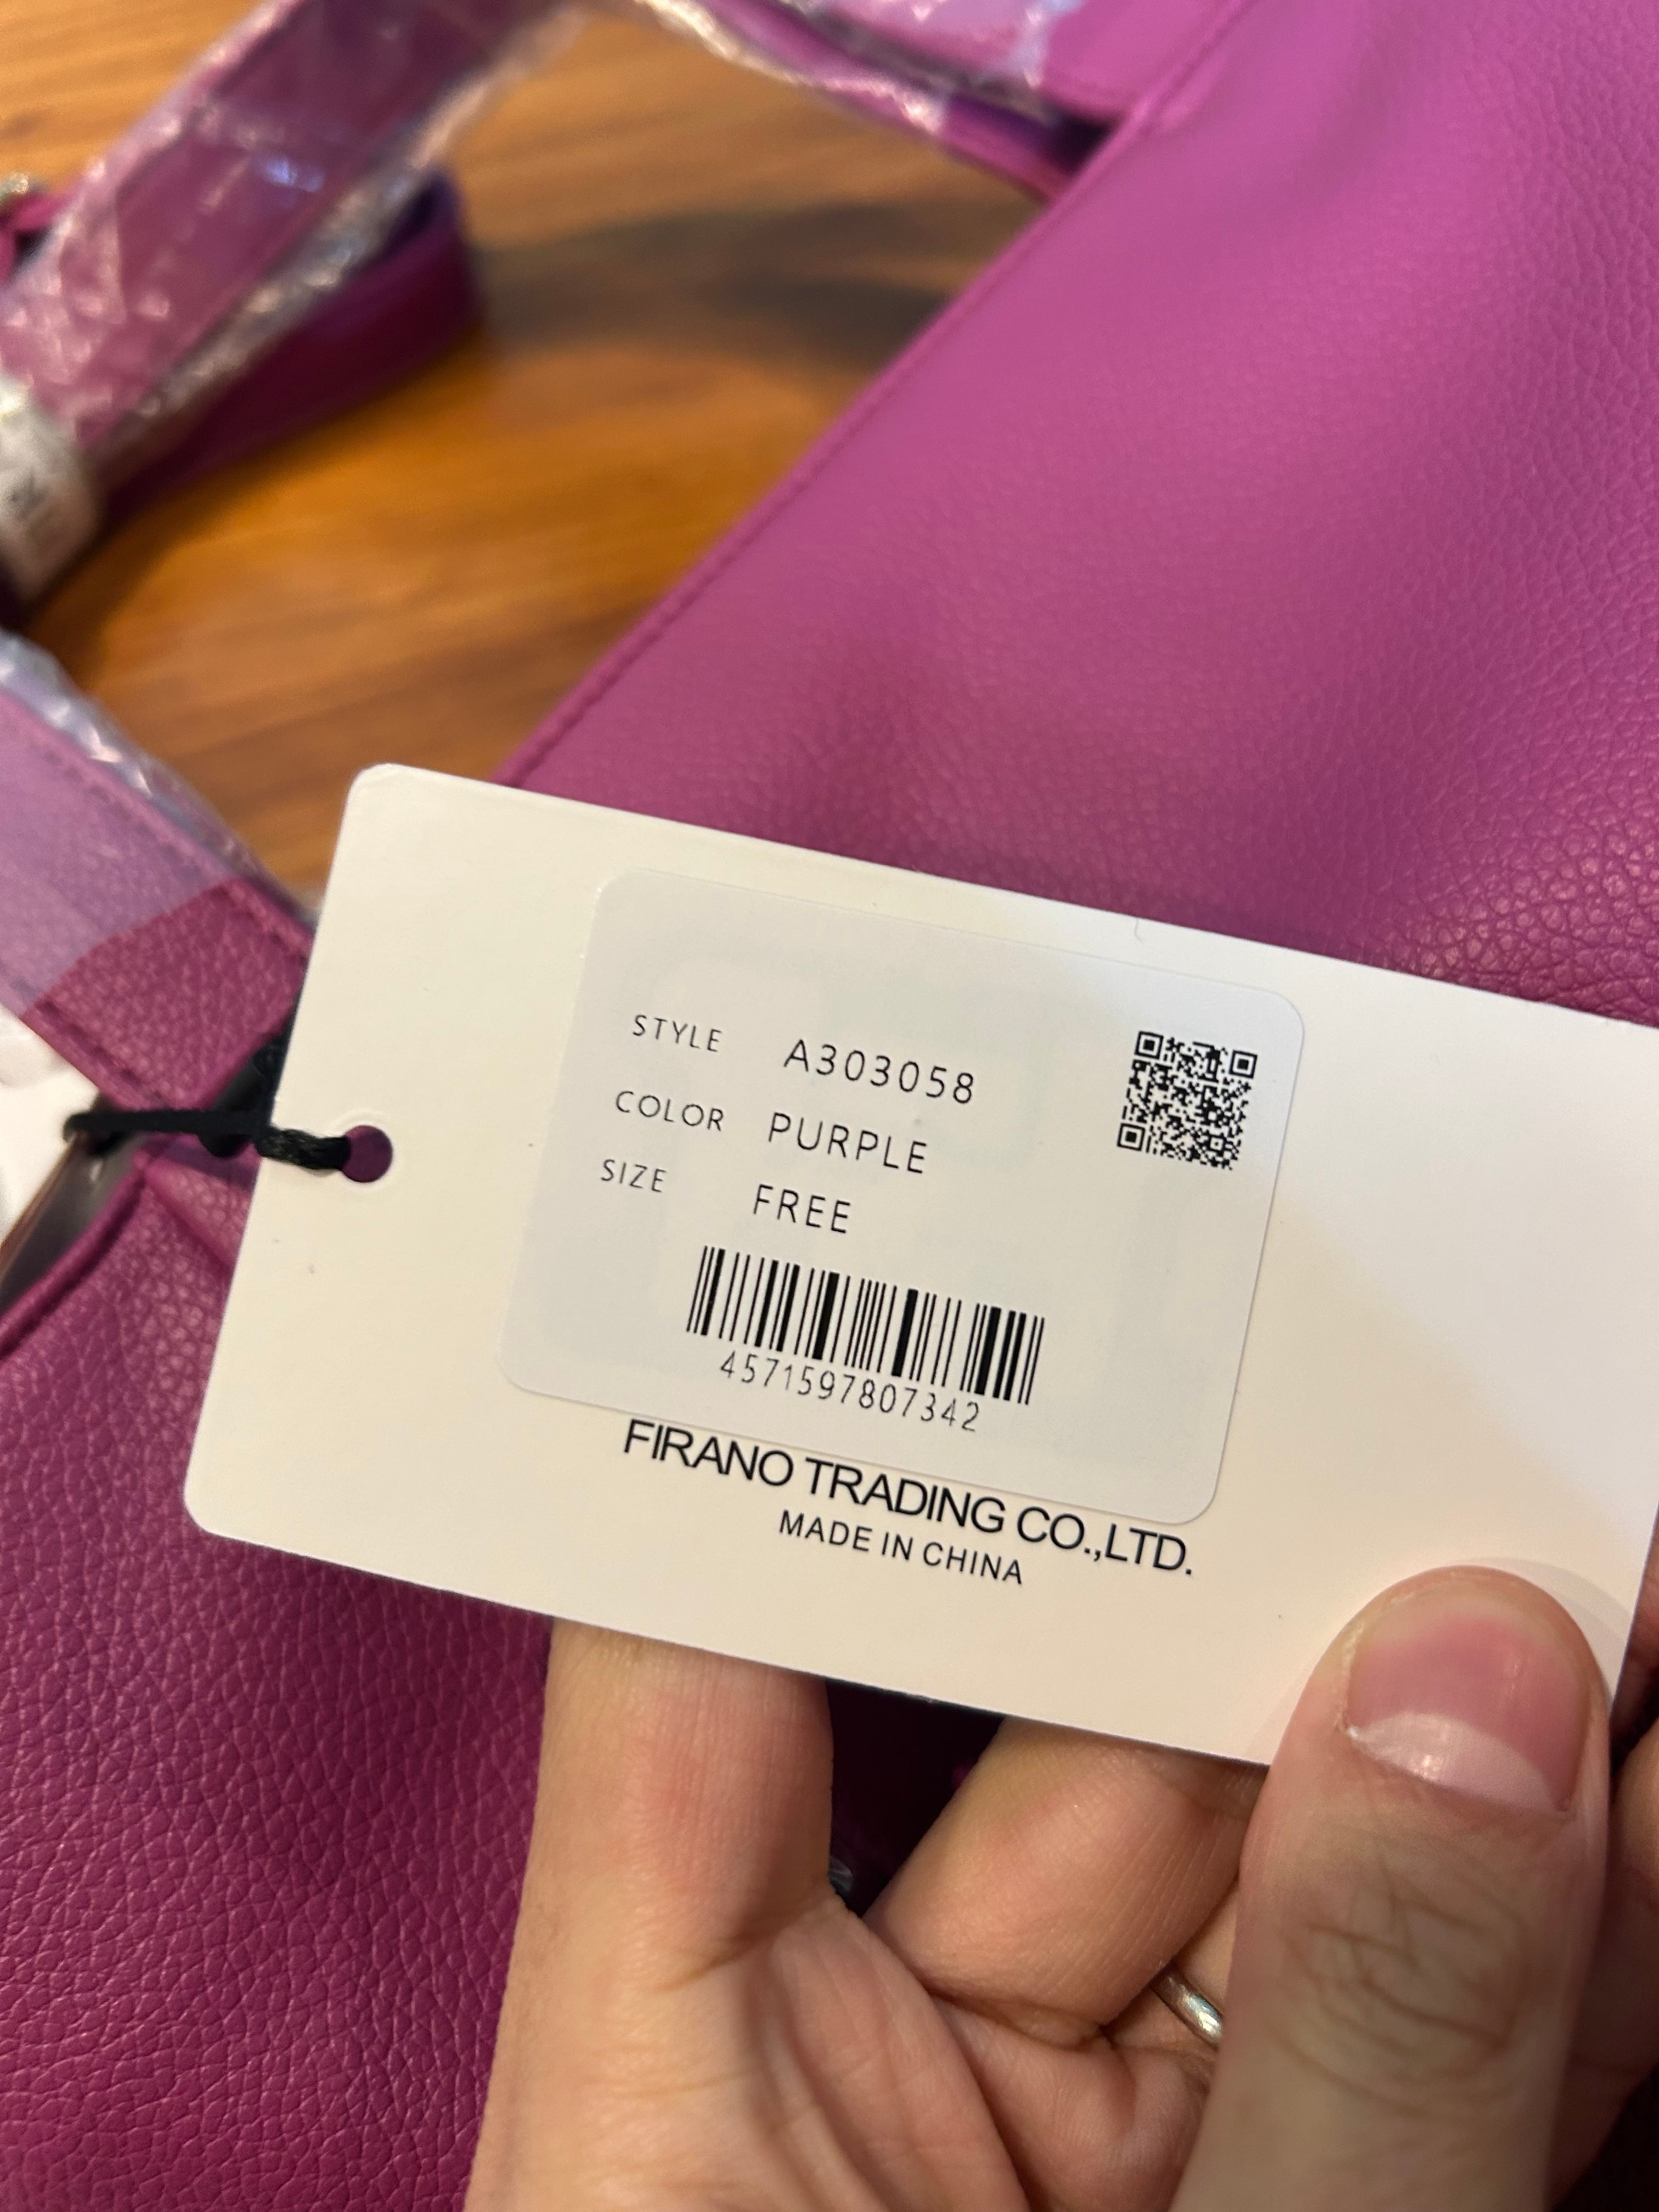 STYLE A303058
COLOR PURPLE
SIZE FREE
4571597807342
FIRANO TRADING CO.,LTD.
MADE IN CHINA